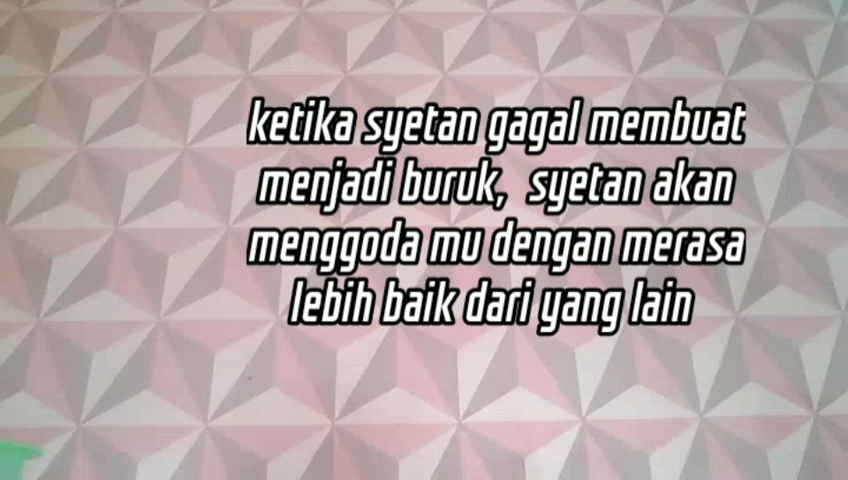 ketika syetan gagal membuat
menjadi buruk, syetan akan
menggoda mu dengan merasa
lebih baik dari yang lain